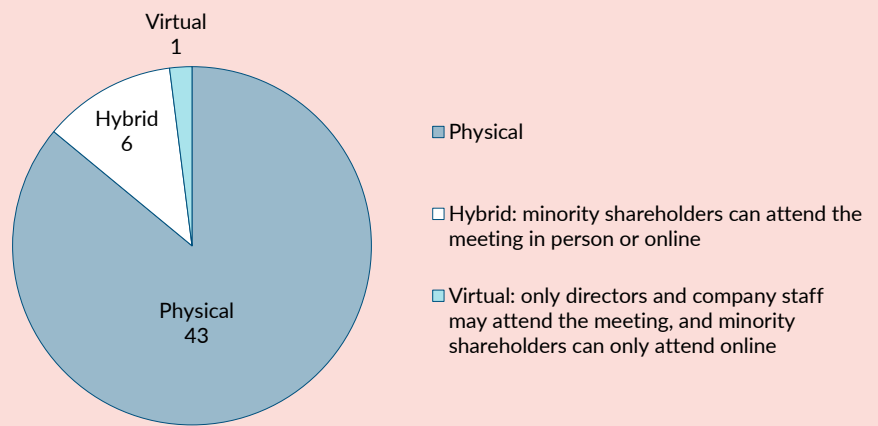 Virtual
1
Hybrid
6
Physical
43
Physical
Hybrid: minority shareholders can attend the
meeting in person or online
Virtual: only directors and company staff
may attend the meeting, and minority
shareholders can only attend online